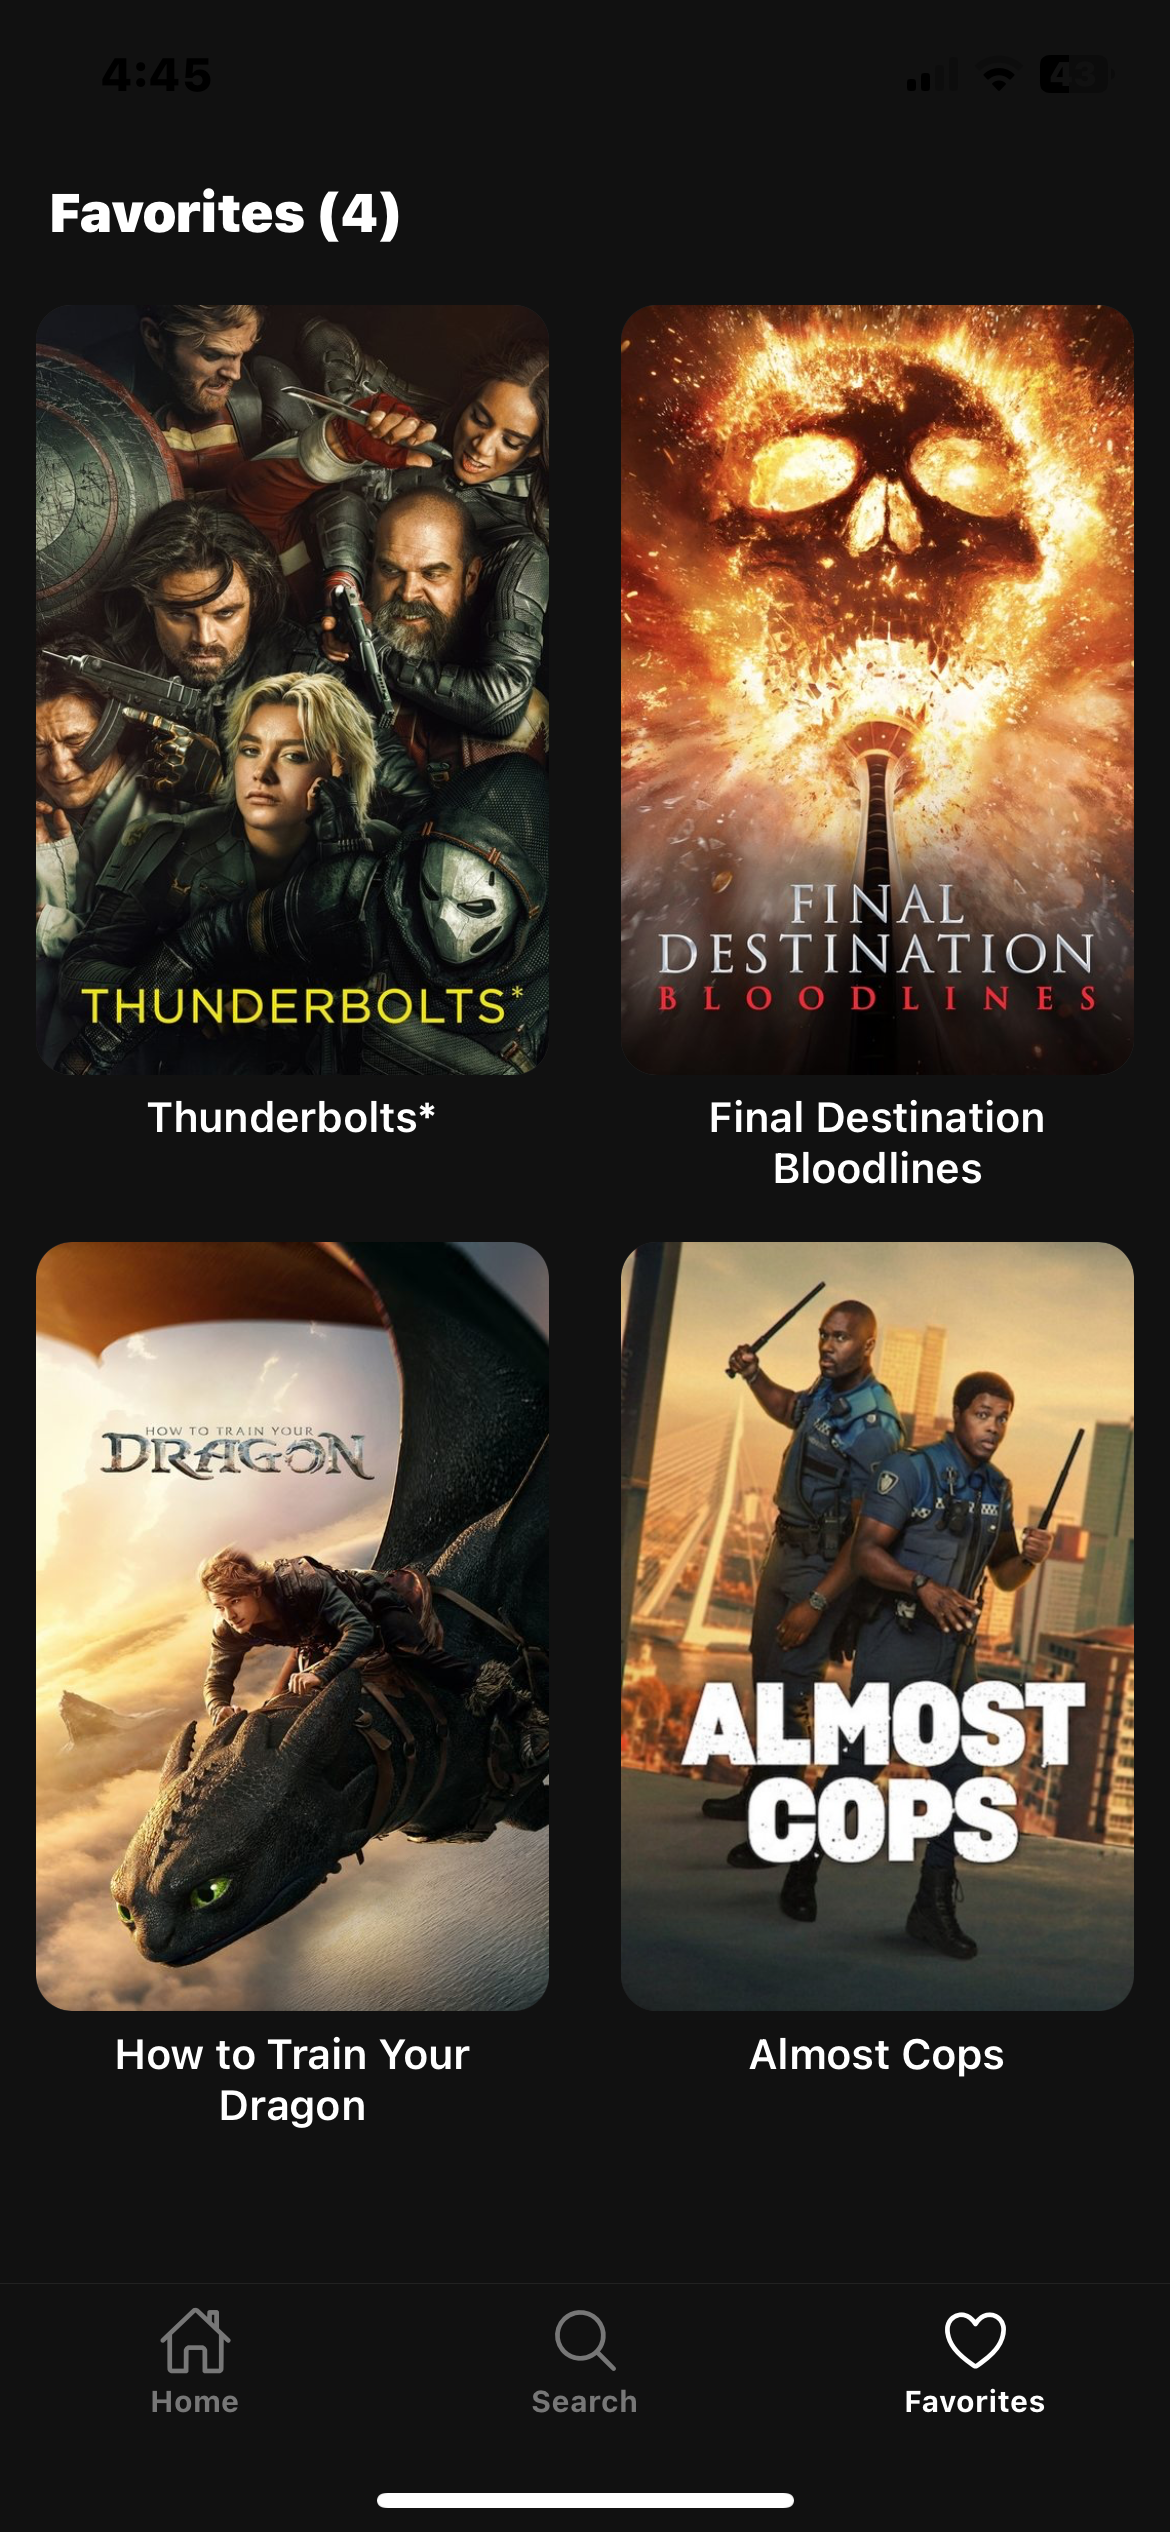 4:45
43
Favorites (4)
THUNDERBOLTS*
FINAL
DESTINATION
BLOODLINES
Thunderbolts*
Final Destination
Bloodlines
HOW TO TRAIN YOUR
DRAGON
ALMOST
COPS
How to Train Your
Dragon
Almost Cops
Home
Search
Favorites